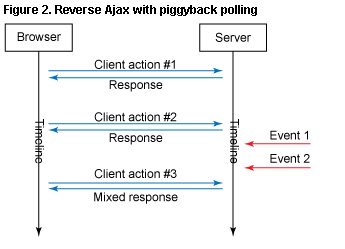 Figure 2. Reverse Ajax with piggyback polling
Browser
Server
Client action #1
Response
Client action #2
Response
Timeline
Timeline
Event 1
Event 2
Client action #3
Mixed response